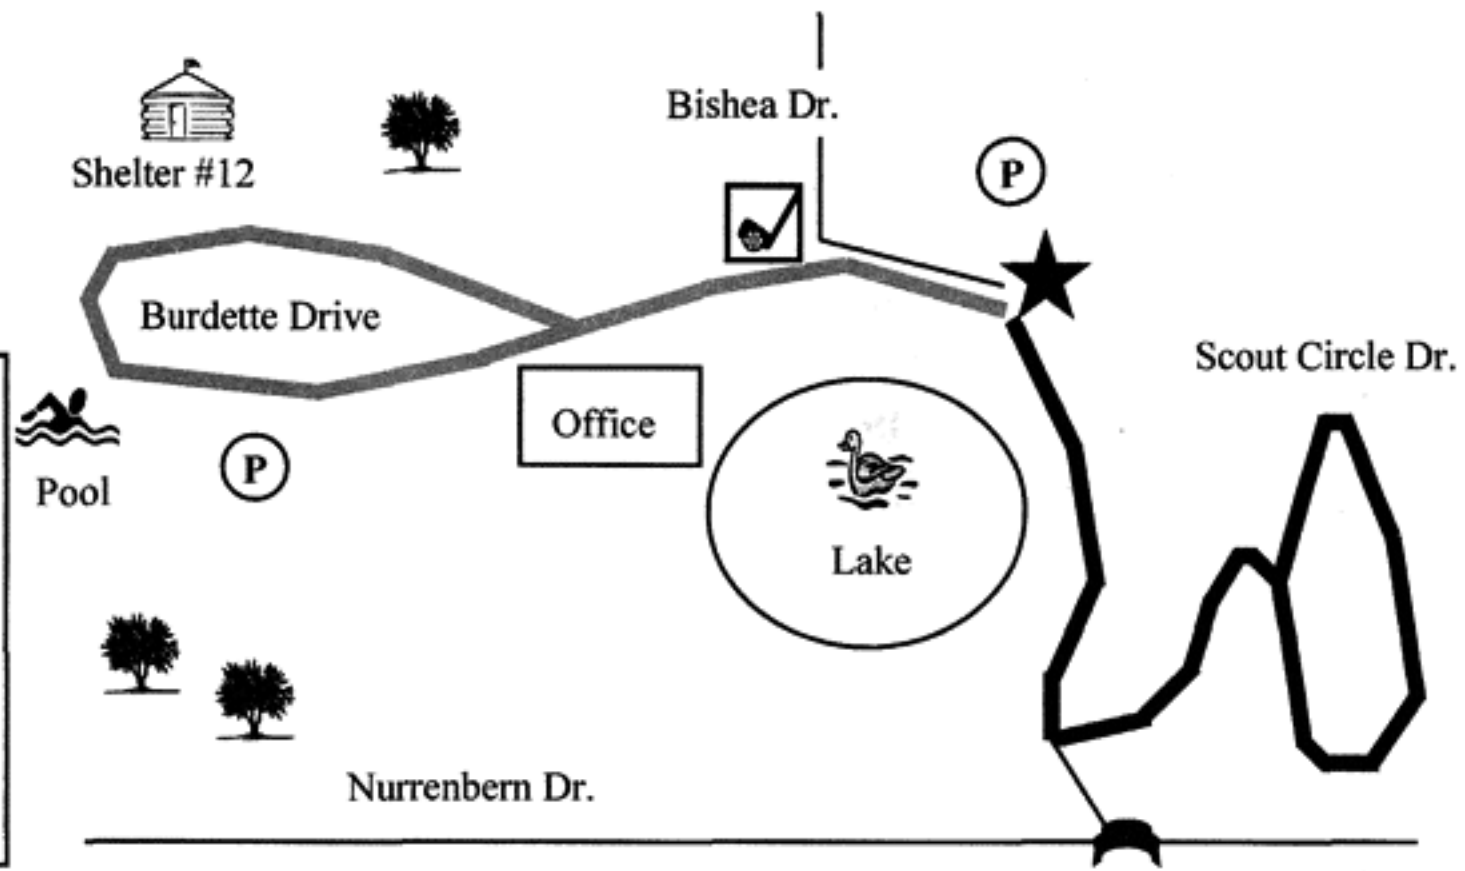 Bishea Dr.
P
Shelter #12
Burdette Drive
Scout Circle Dr.
Office
P
Pool
Lake
Nurrenbern Dr.